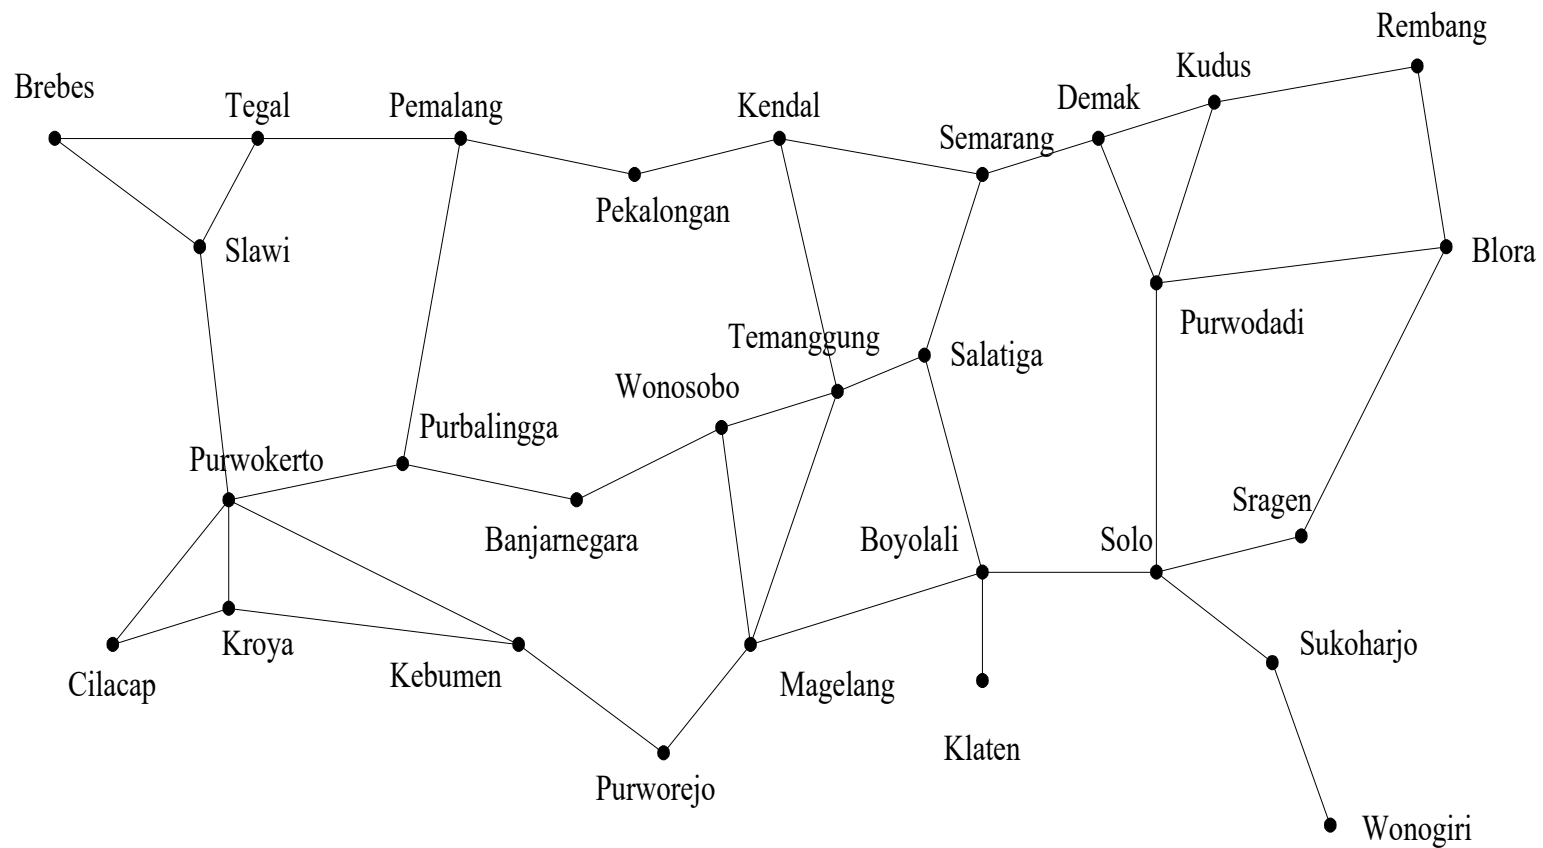 Rembang
Kudus
Brebes
Tegal
Pemalang
Kendal
Demak
Semarang
Pekalongan
Slawi
Blora
Purwodadi
Temanggung
Salatiga
Wonosobo
Purbalingga
Purwokerto
Sragen
Banjarnegara
Boyolali
Solo
Kroya
Sukoharjo
Kebumen
Cilacap
Magelang
Klaten
Purworejo
Wonogiri